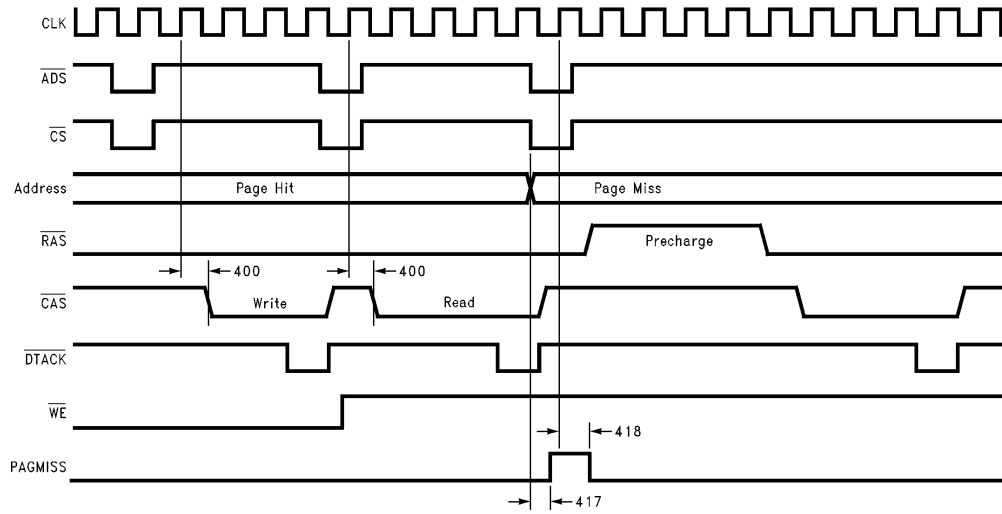 CLK
ADS
CS
Address Page Hit Page Miss
RAS Precharge
400 400
CAS Write Read
DTACK
WE
418
PAGMISS
417